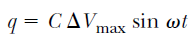 q = C ΔV_max sin ωt